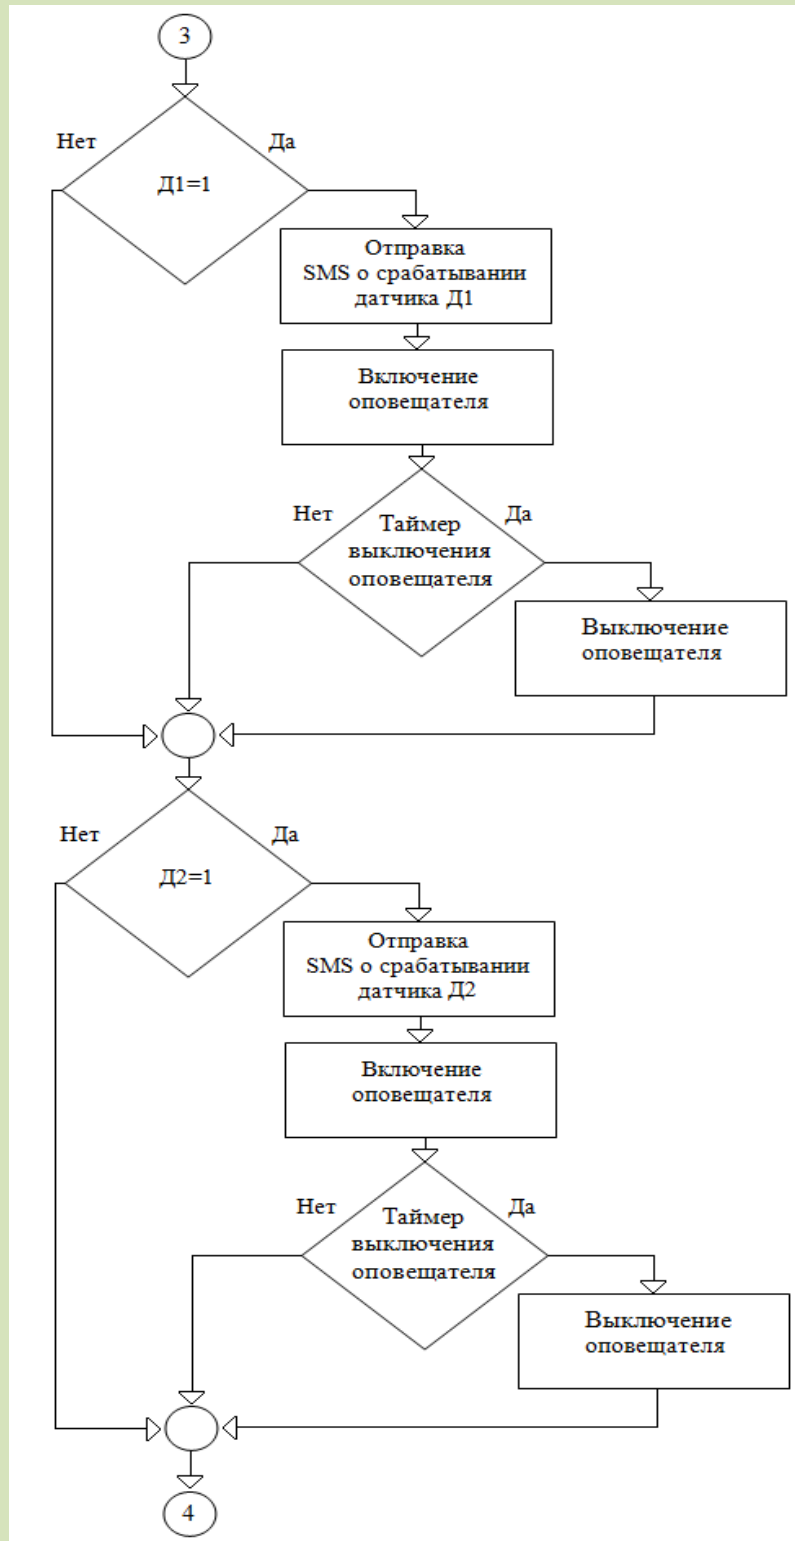 3
Нет
Да
Д1=1
Отправка
SMS о срабатывании
датчика Д1
Включение
оповещателя
Нет
Да
Таймер
выключения
оповещателя
Выключение
оповещателя
Нет
Да
Д2=1
Отправка
SMS о срабатывании
датчика Д2
Включение
оповещателя
Нет
Да
Таймер
выключения
оповещателя
Выключение
оповещателя
4